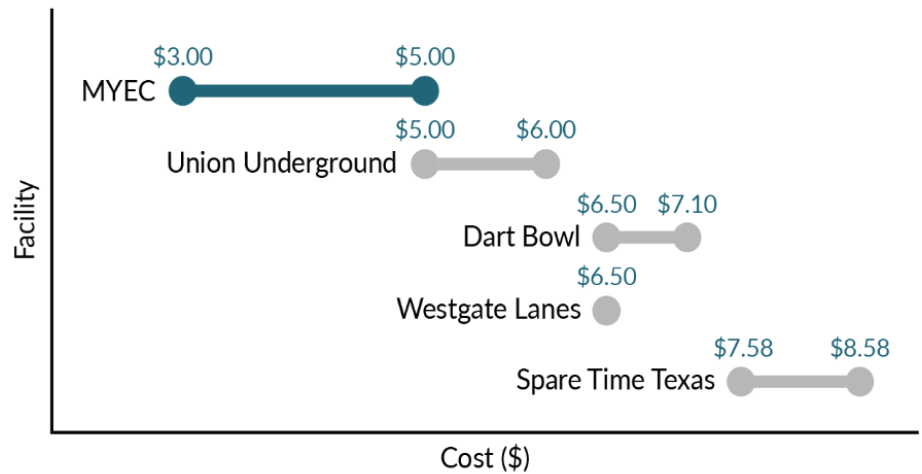 $3.00 $5.00
MYEC
$5.00 $6.00
Union Underground
$6.50 $7.10
Dart Bowl
$6.50
Westgate Lanes
$7.58 $8.58
Spare Time Texas
Facility
Cost ($)